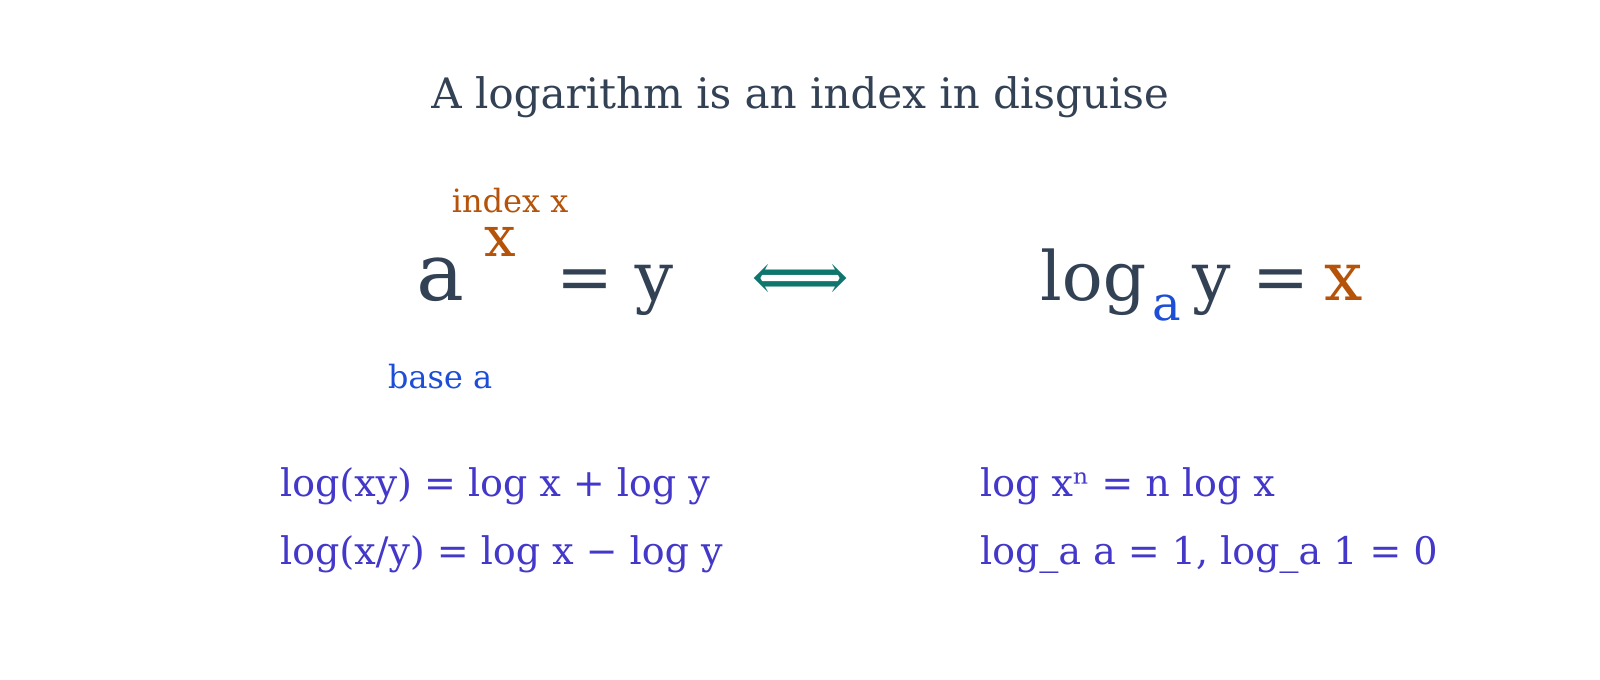 A logarithm is an index in disguise
index x
a x = y ⟺ log a y = x
base a
log(xy) = log x + log y
log xⁿ = n log x
log(x/y) = log x − log y
log_a a = 1, log_a 1 = 0